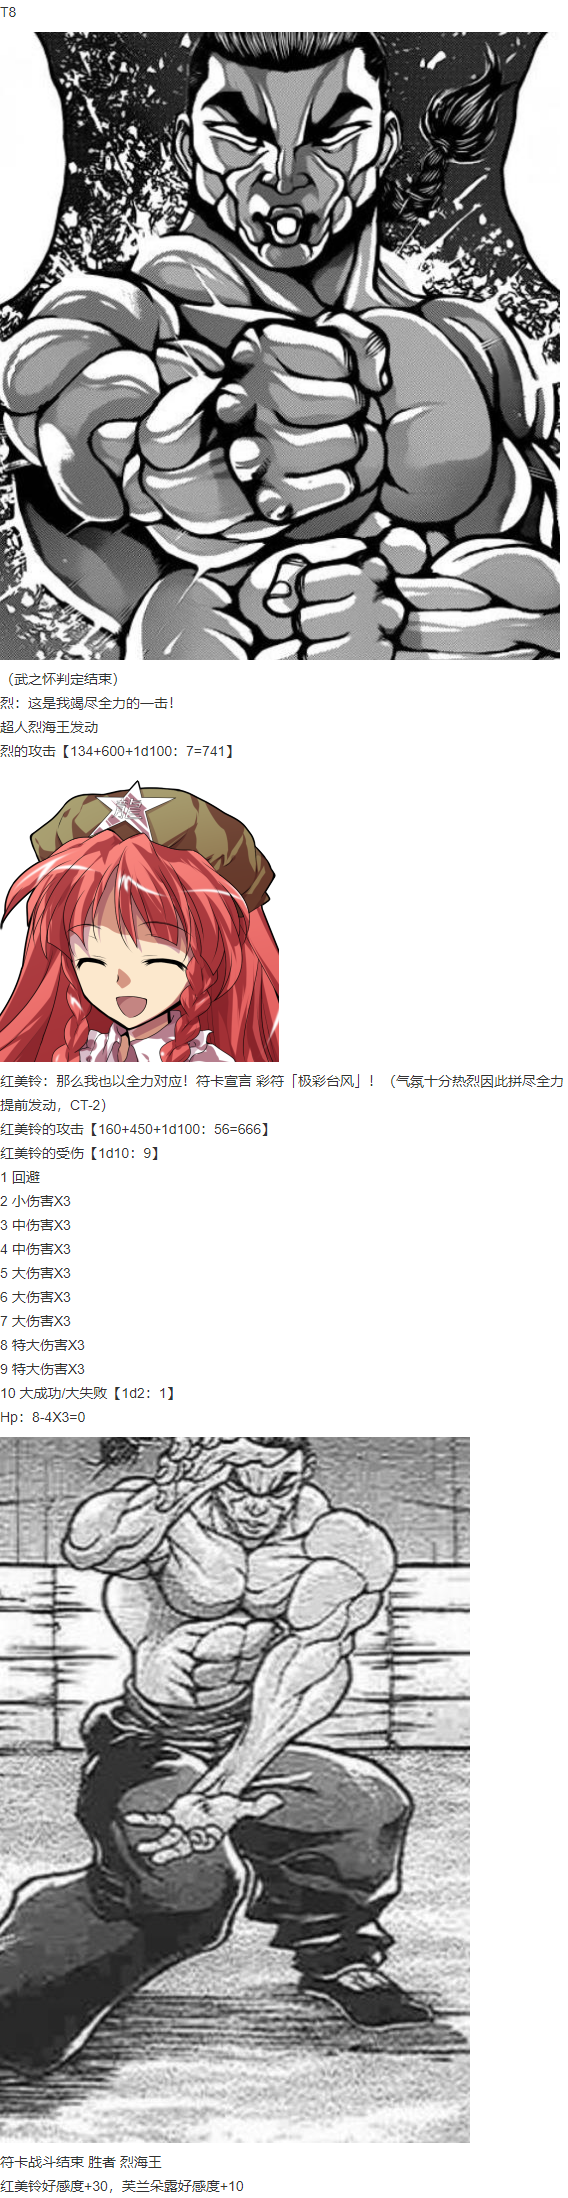 T8
（武之怀判定结束）
烈：这是我竭尽全力的一击！
超人烈海王发动
烈的攻击【134+600+1d100：7=741】
红美铃：那么我也以全力对应！符卡宣言 彩符「极彩台风」！（气氛十分热烈因此拼尽全力
提前发动，CT-2）
红美铃的攻击【160+450+1d100：56=666】
红美铃的受伤【1d10：9】
1 回避
2 小伤害X3
3 中伤害X3
4 中伤害X3
5 大伤害X3
6 大伤害X3
7 大伤害X3
8 特大伤害X3
9 特大伤害X3
10 大成功/大失败【1d2：1】
Hp：8-4X3=0
符卡战斗结束 胜者 烈海王
红美铃好感度+30，芙兰朵露好感度+10